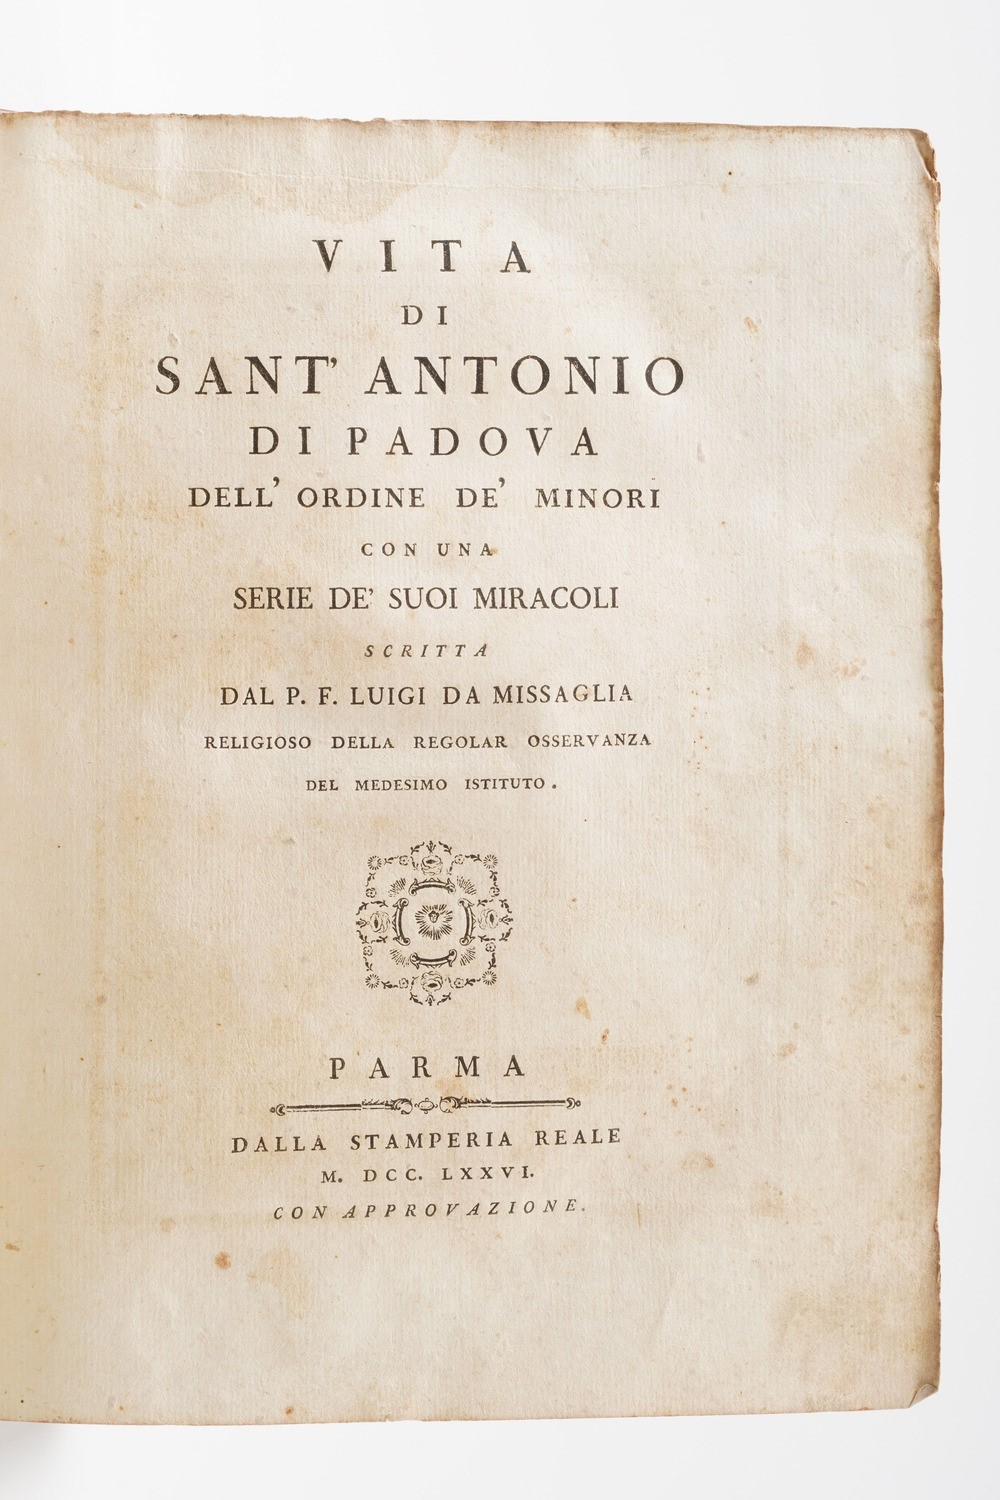 VITA
DI
SANT' ANTONIO
DI PADOVA
DELL' ORDINE DE' MINORI
CON UNA
SERIE DE' SUOI MIRACOLI
SCRITTA
DAL P. F. LUIGI DA MISSAGLIA
RELIGIOSO DELLA REGOLAR OSSERVANZA
DEL MEDESIMO ISTITUTO.
PARMA
DALLA STAMPERIA REALE
M. DCC. LXXVI.
CON APPROVAZIONE.